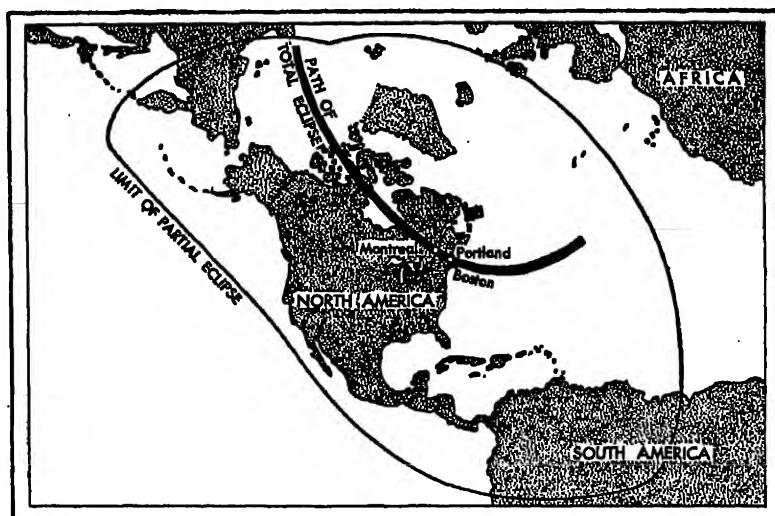 AFRICA
PATH OF
TOTAL ECLIPSE
LIMIT OF PARTIAL ECLIPSE
Montreal
Portland
Boston
NORTH AMERICA
SOUTH AMERICA